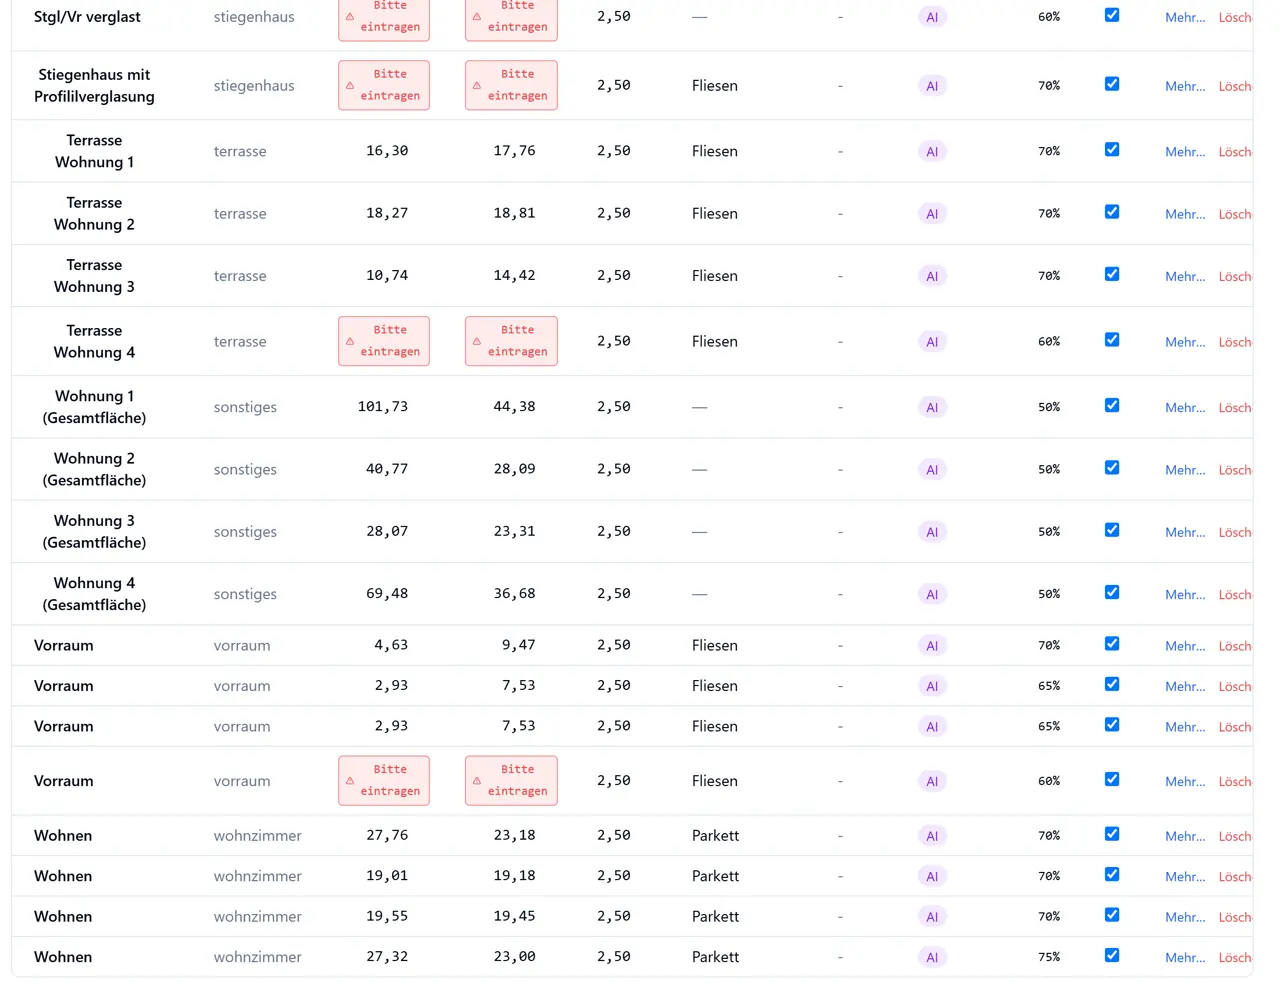 Stgl/Vr verglast stiegenhaus Bitte eintragen Bitte eintragen 2,50 — - AI 60% Mehr... Lösch
Stiegenhaus mit Profililverglasung stiegenhaus Bitte eintragen Bitte eintragen 2,50 Fliesen - AI 70% Mehr... Lösch
Terrasse Wohnung 1 terrasse 16,30 17,76 2,50 Fliesen - AI 70% Mehr... Lösch
Terrasse Wohnung 2 terrasse 18,27 18,81 2,50 Fliesen - AI 70% Mehr... Lösch
Terrasse Wohnung 3 terrasse 10,74 14,42 2,50 Fliesen - AI 70% Mehr... Lösch
Terrasse Wohnung 4 terrasse Bitte eintragen Bitte eintragen 2,50 Fliesen - AI 60% Mehr... Lösch
Wohnung 1 (Gesamtfläche) sonstiges 101,73 44,38 2,50 — - AI 50% Mehr... Lösch
Wohnung 2 (Gesamtfläche) sonstiges 40,77 28,09 2,50 — - AI 50% Mehr... Lösch
Wohnung 3 (Gesamtfläche) sonstiges 28,07 23,31 2,50 — - AI 50% Mehr... Lösch
Wohnung 4 (Gesamtfläche) sonstiges 69,48 36,68 2,50 — - AI 50% Mehr... Lösch
Vorraum vorraum 4,63 9,47 2,50 Fliesen - AI 70% Mehr... Lösch
Vorraum vorraum 2,93 7,53 2,50 Fliesen - AI 65% Mehr... Lösch
Vorraum vorraum 2,93 7,53 2,50 Fliesen - AI 65% Mehr... Lösch
Vorraum vorraum Bitte eintragen Bitte eintragen 2,50 Fliesen - AI 60% Mehr... Lösch
Wohnen wohnzimmer 27,76 23,18 2,50 Parkett - AI 70% Mehr... Lösch
Wohnen wohnzimmer 19,01 19,18 2,50 Parkett - AI 70% Mehr... Lösch
Wohnen wohnzimmer 19,55 19,45 2,50 Parkett - AI 70% Mehr... Lösch
Wohnen wohnzimmer 27,32 23,00 2,50 Parkett - AI 75% Mehr... Lösch